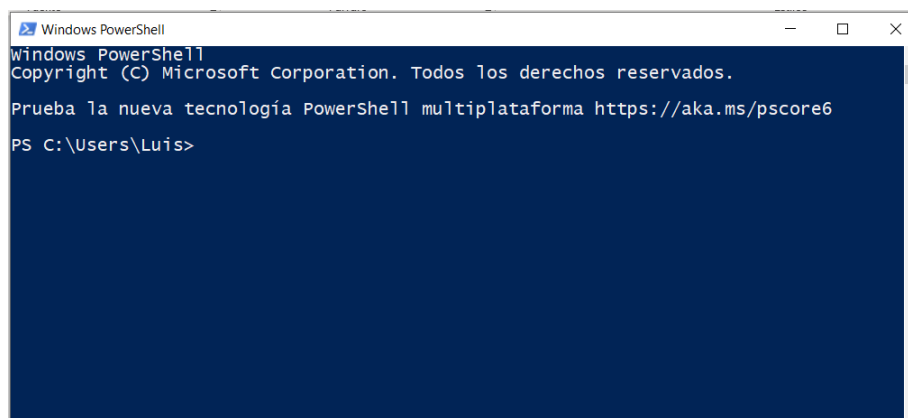 Windows PowerShell
Windows PowerShell
Copyright (C) Microsoft Corporation. Todos los derechos reservados.
Prueba la nueva tecnología PowerShell multiplataforma https://aka.ms/pscore6
PS C:\Users\Luis>